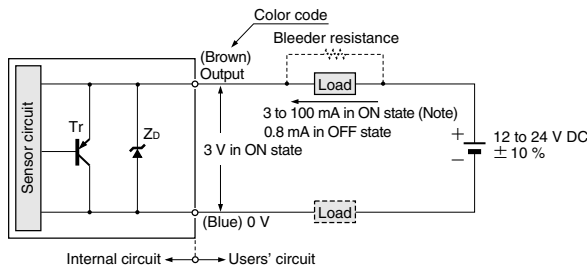 Color code
Bleeder resistance
(Brown)
Output
Load
Sensor circuit
Tr
ZD
3 to 100 mA in ON state (Note)
0.8 mA in OFF state
3 V in ON state
+
−
12 to 24 V DC
± 10 %
(Blue) 0 V
Load
Internal circuit
Users' circuit